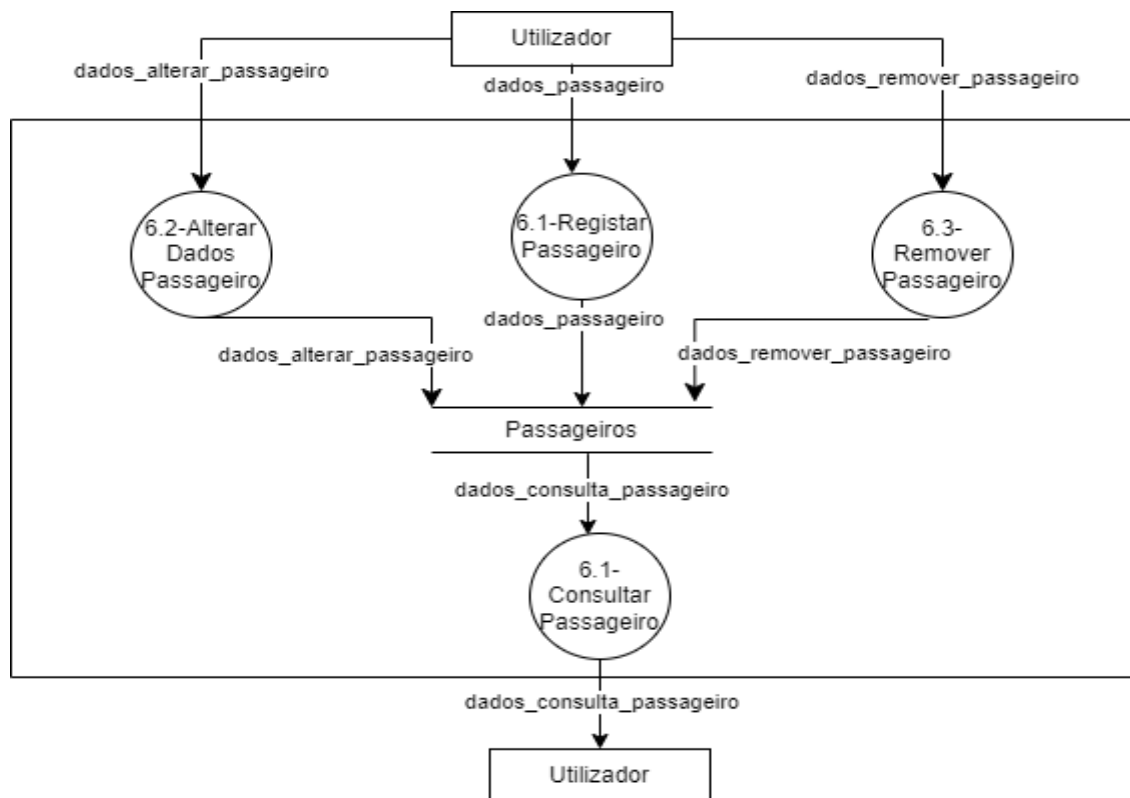 Utilizador
dados_alterar_passageiro
dados_passageiro
dados_remover_passageiro
6.2-Alterar
Dados
Passageiro
6.1-Registar
Passageiro
6.3-
Remover
Passageiro
dados_passageiro
dados_alterar_passageiro
dados_remover_passageiro
Passageiros
dados_consulta_passageiro
6.1-
Consultar
Passageiro
dados_consulta_passageiro
Utilizador